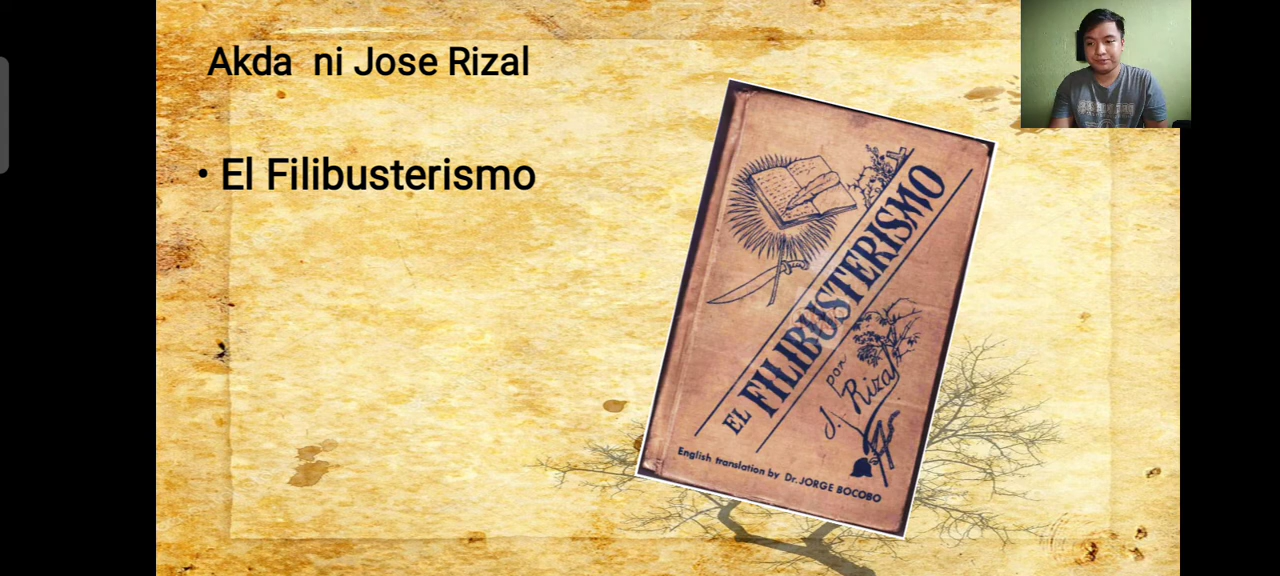 Akda ni Jose Rizal
• El Filibusterismo
EL FILIBUSTERISMO
por
J. Rizal
English translation by Dr. JORGE BOCOBO